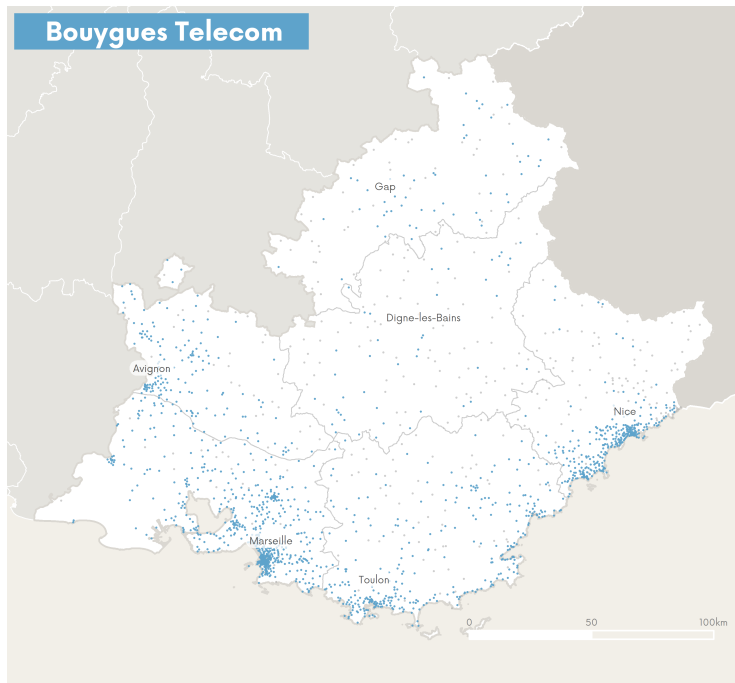 Bouygues Telecom
Gap
Digne-les-Bains
Avignon
Nice
Marseille
Toulon
0 50 100km